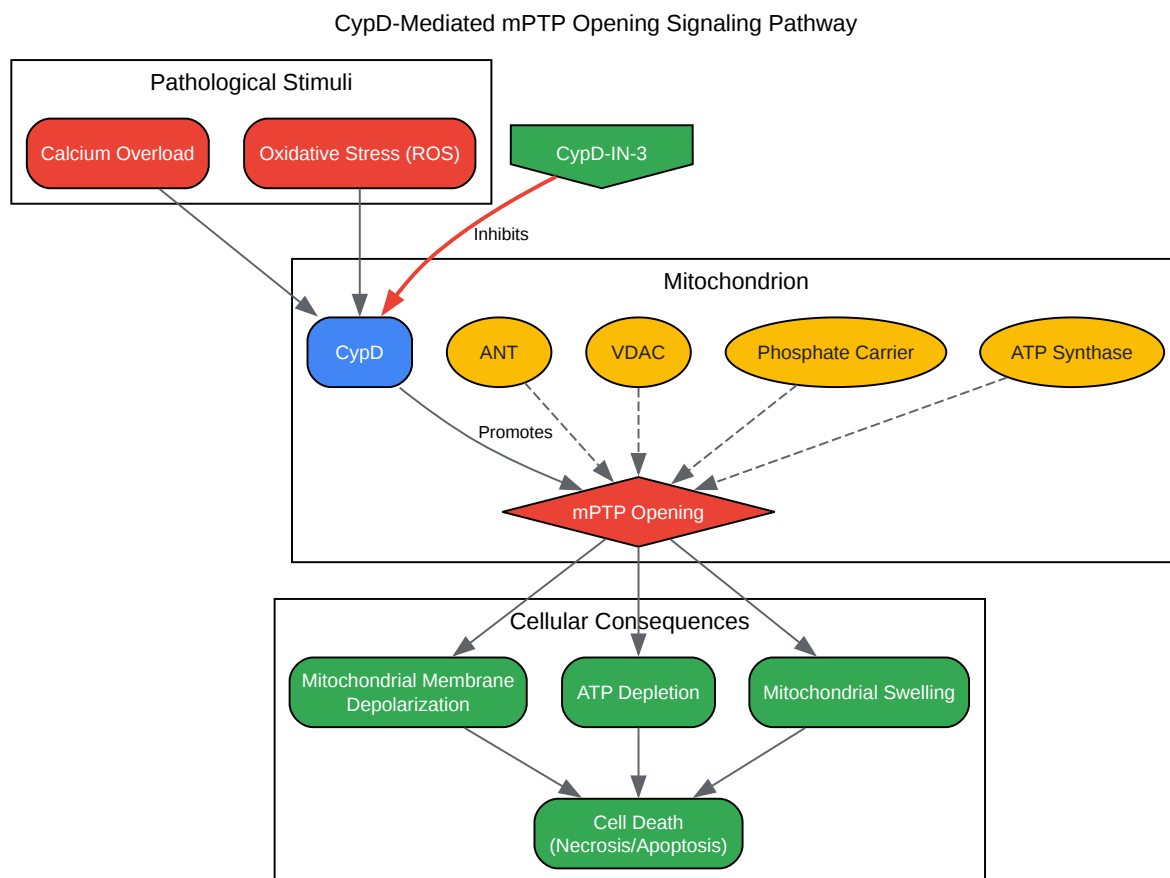 CypD-Mediated mPTP Opening Signaling Pathway
Pathological Stimuli
Calcium Overload
Oxidative Stress (ROS)
CypD-IN-3
Inhibits
Mitochondrion
CypD
ANT
VDAC
Phosphate Carrier
ATP Synthase
Promotes
mPTP Opening
Cellular Consequences
Mitochondrial Membrane
Depolarization
ATP Depletion
Mitochondrial Swelling
Cell Death
(Necrosis/Apoptosis)